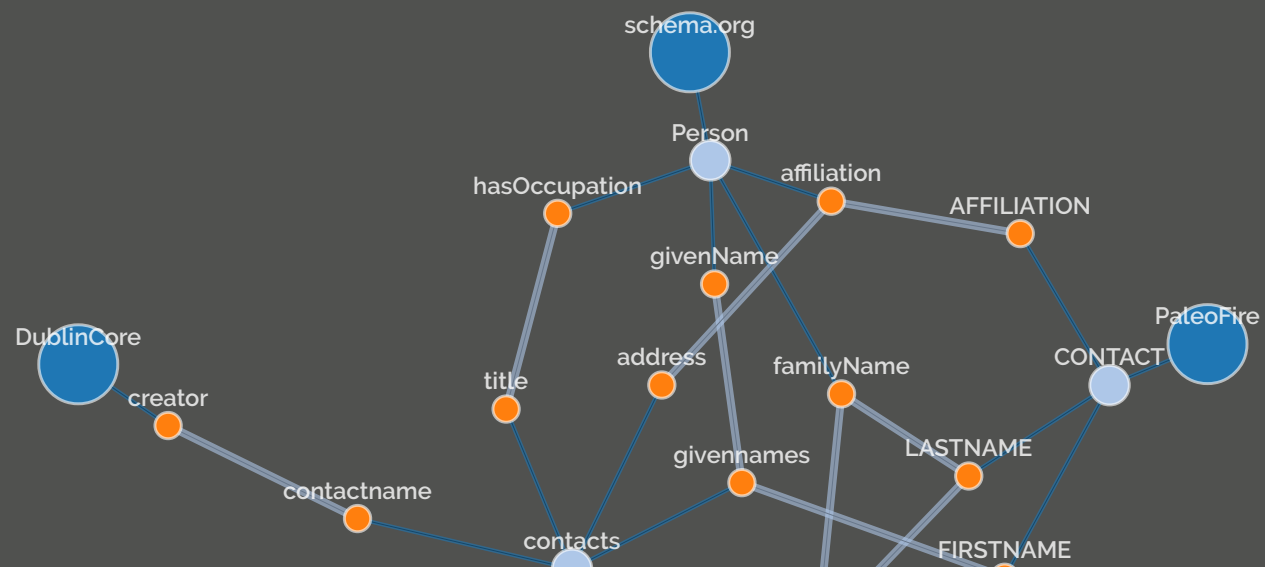 schema.org
Person
affiliation
hasOccupation
AFFILIATION
givenName
PaleoFire
DublinCore
address
CONTACT
familyName
title
creator
LASTNAME
givennames
contactname
contacts
FIRSTNAME